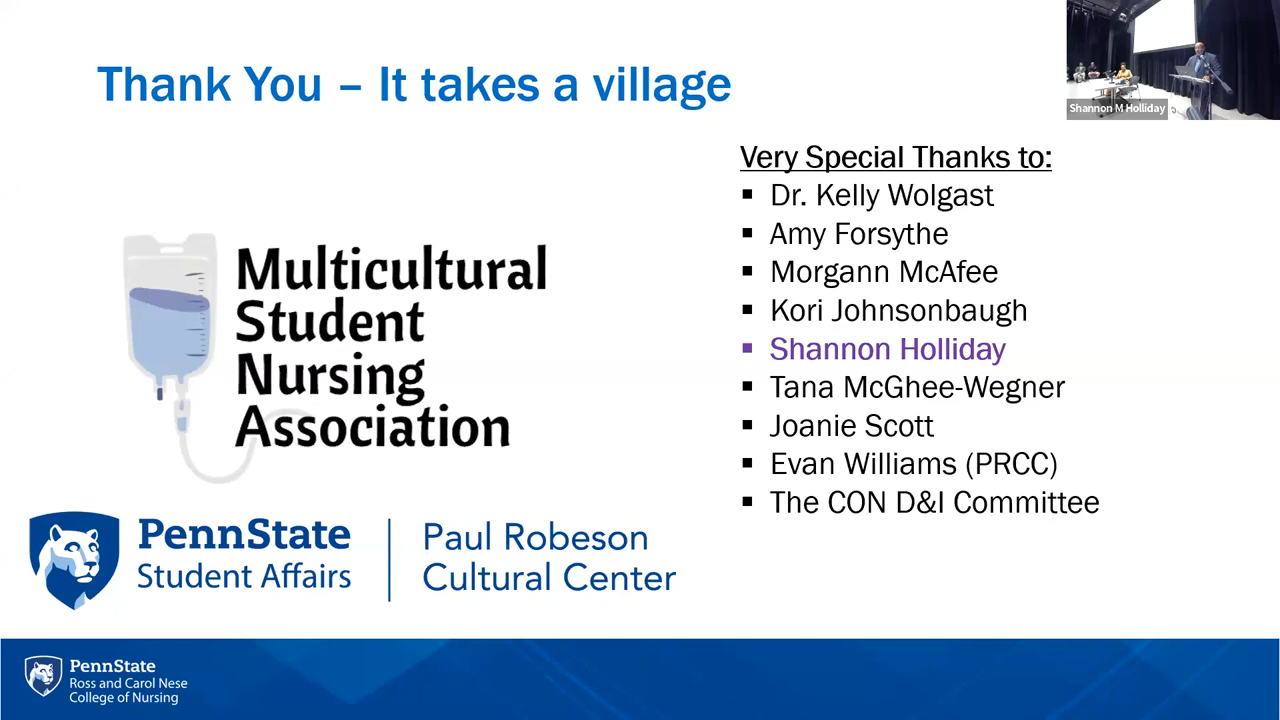 Thank You – It takes a village
Shannon M Holliday
Very Special Thanks to:
▪ Dr. Kelly Wolgast
▪ Amy Forsythe
▪ Morgann McAfee
▪ Kori Johnsonbaugh
▪ Shannon Holliday
▪ Tana McGhee-Wegner
▪ Joanie Scott
▪ Evan Williams (PRCC)
▪ The CON D&I Committee
Multicultural
Student
Nursing
Association
PennState
Student Affairs
Paul Robeson
Cultural Center
PennState
Ross and Carol Nese
College of Nursing